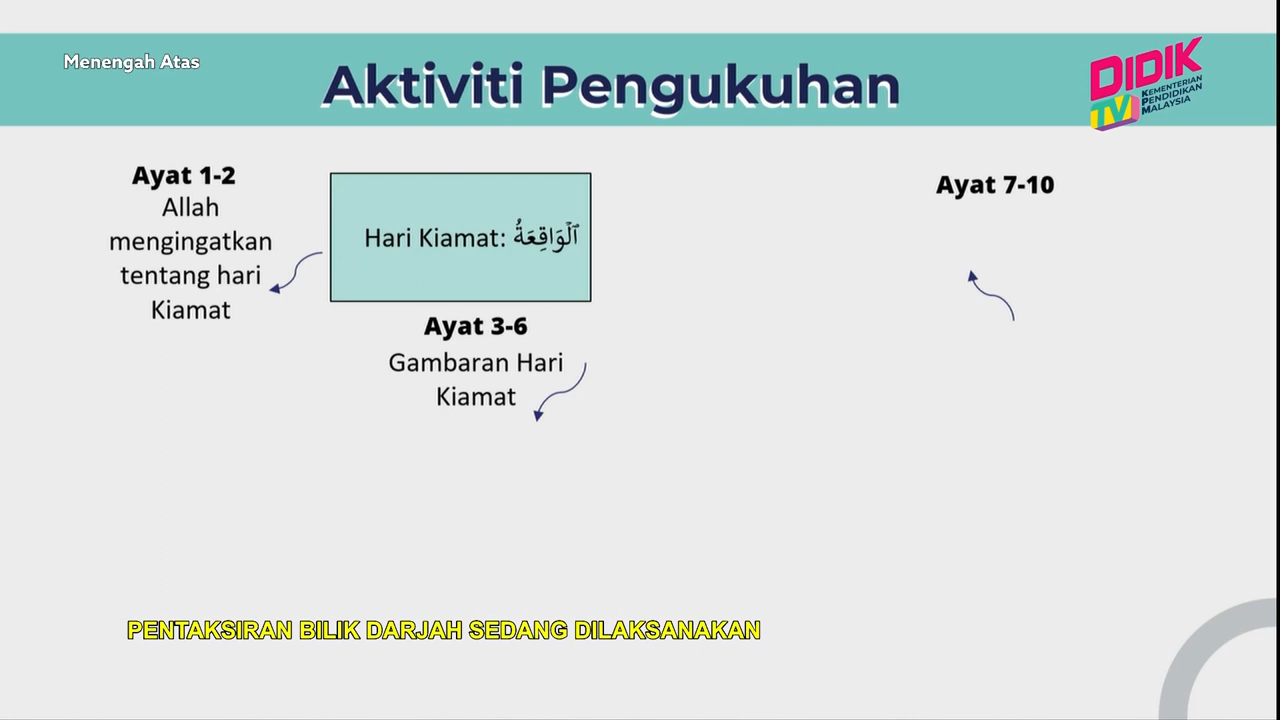 Menengah Atas
Aktiviti Pengukuhan
DIDIK
TV
KEMENTERIAN
PENDIDIKAN
MALAYSIA
Ayat 1-2
Allah
mengingatkan
tentang hari
Kiamat
Hari Kiamat: ٱلْوَاقِعَةُ
Ayat 3-6
Gambaran Hari
Kiamat
Ayat 7-10
PENTAKSIRAN BILIK DARJAH SEDANG DILAKSANAKAN